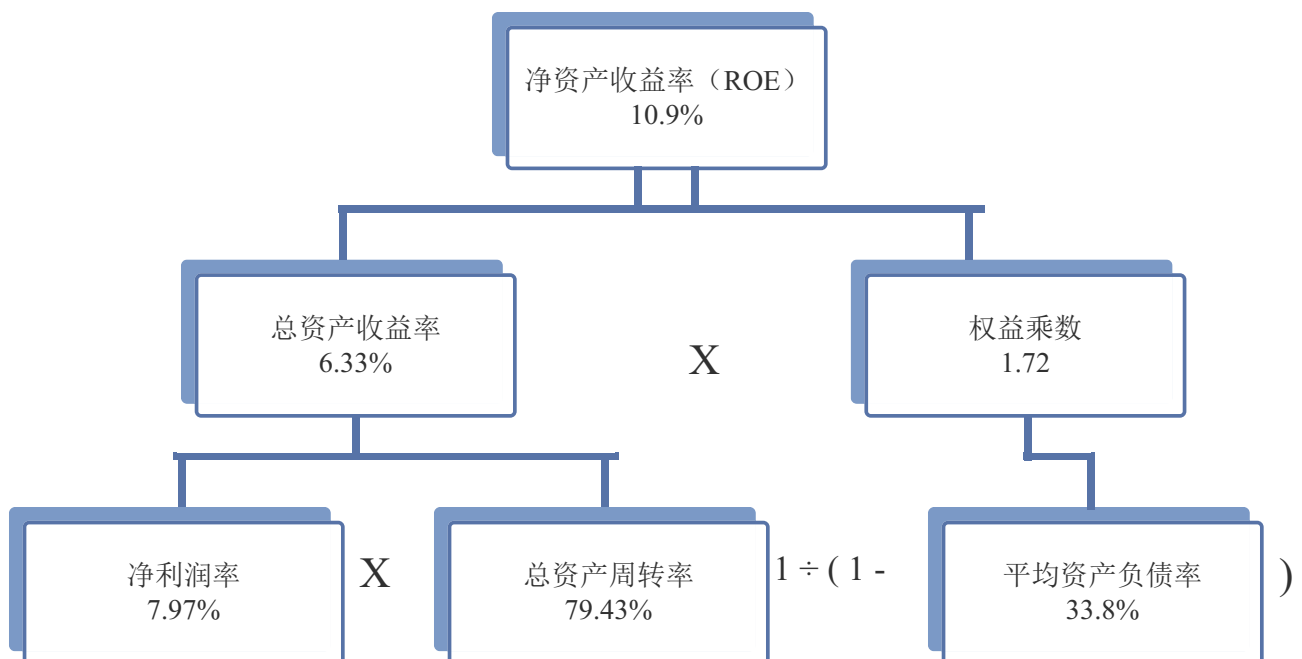 净资产收益率（ROE）
10.9%
总资产收益率
6.33%
X
权益乘数
1.72
净利润率
7.97%
X
总资产周转率
79.43%
1 ÷ ( 1 -
平均资产负债率
33.8%
)